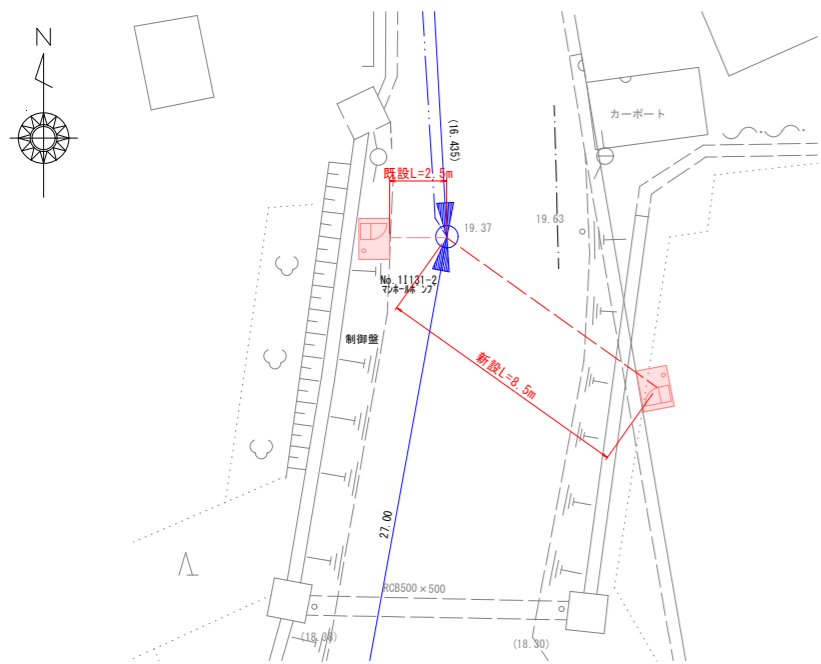 N
カーポート
(16.435)
既設L=2.5m
19.37
19.63
No.11131-2
マンホールポンプ
制御盤
新設L=8.5m
27.00
RCB500×500
(18.38)
(18.30)